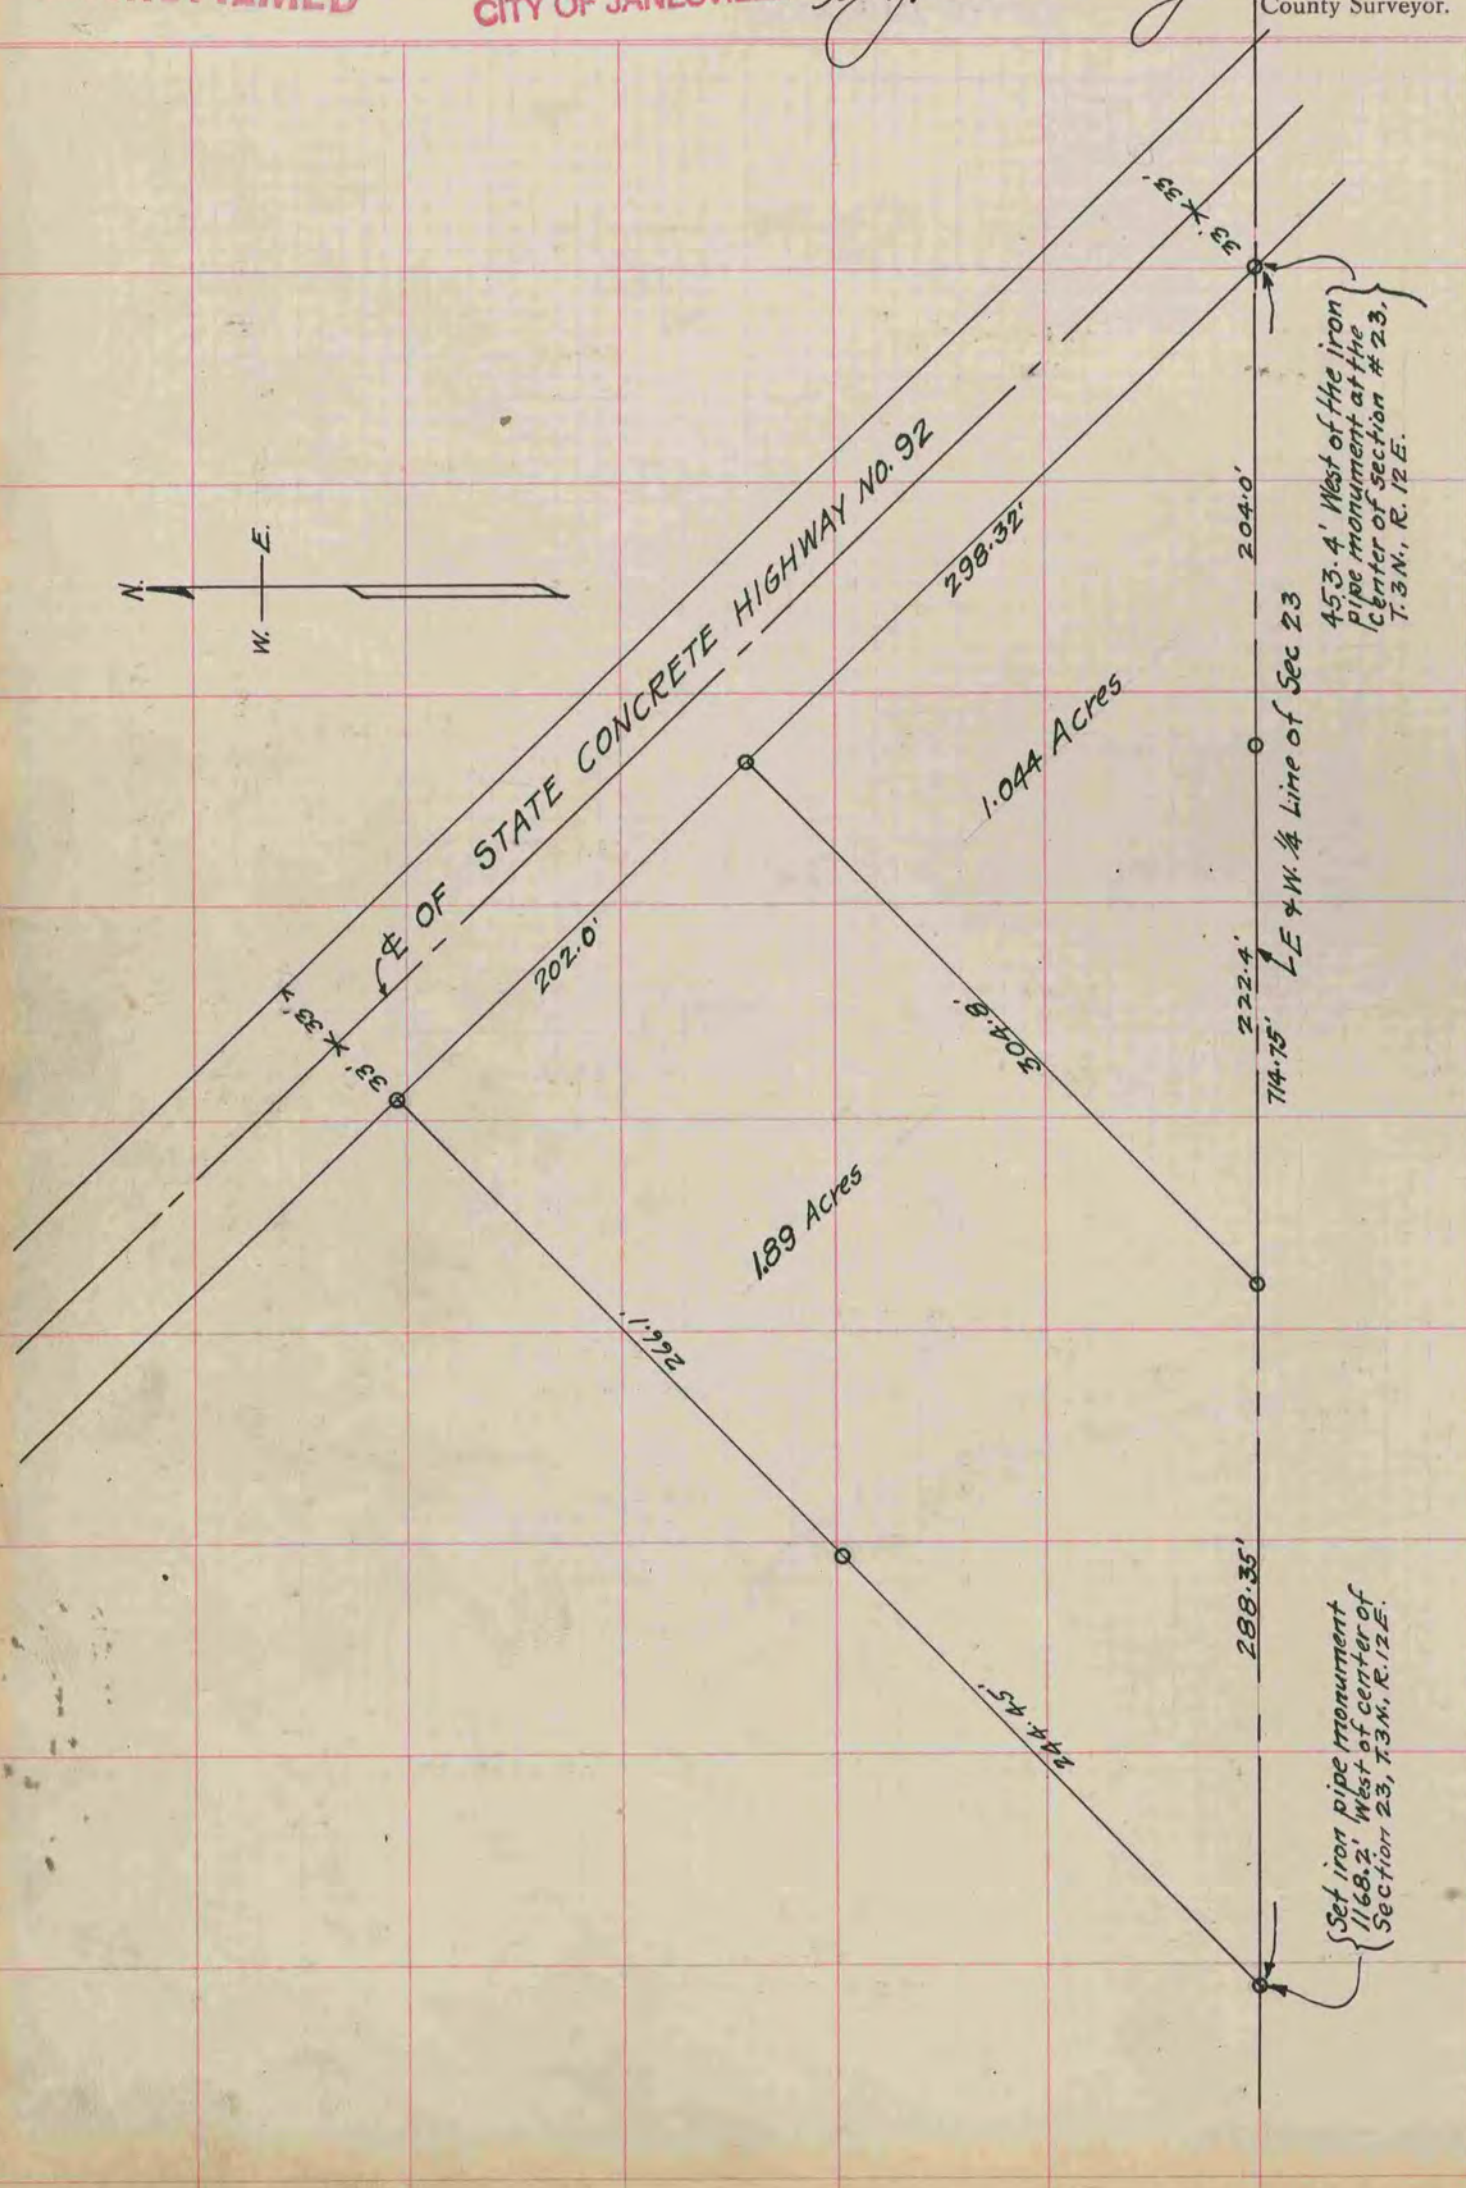 CITY OF
County Surveyor.
N.
W. E.
33' 33'
33' 33'
℄ OF STATE CONCRETE HIGHWAY NO. 92
202.0'
298.32'
1.044 Acres
304.8'
1.89 Acres
266.1'
244.45'
204.0'
222.4'
714.75'
288.35'
E & W. 1/4 Line of Sec 23
453.4' West of the iron
pipe monument at the
center of section # 23,
T. 3 N., R. 12 E.
Set iron pipe monument
1168.2' West of center of
Section 23, T. 3 N., R. 12 E.